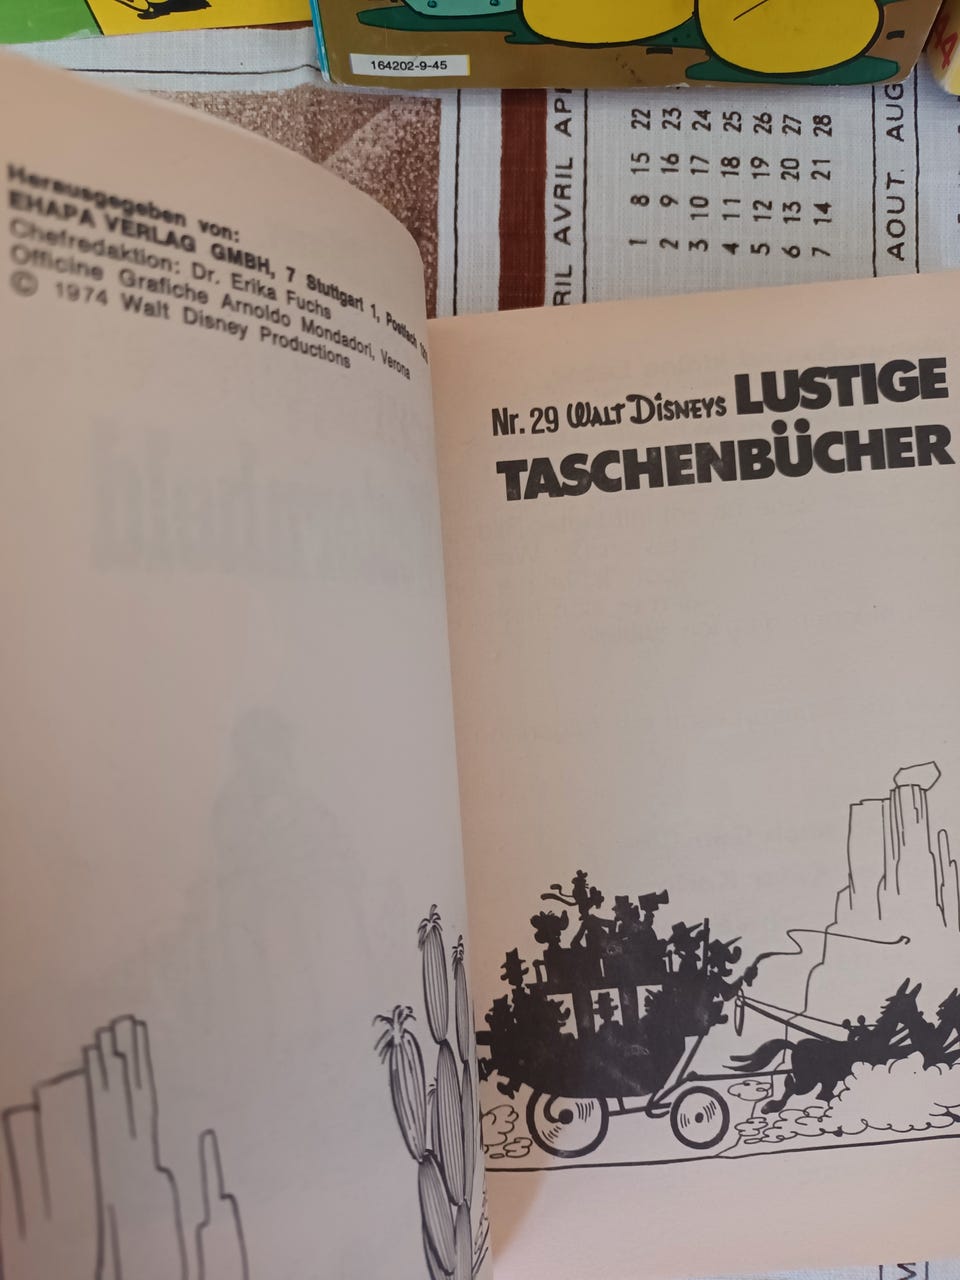 164202-9-45
Herausgegeben von:
EHAPA VERLAG GMBH, 7 Stuttgart 1, Postfach
Chefredaktion: Dr. Erika Fuchs
Officine Grafiche Arnoldo Mondadori, Verona
© 1974 Walt Disney Productions
Nr. 29 WALT DISNEYS LUSTIGE
TASCHENBÜCHER
RIL AVRIL APR
1 8 15 22
2 9 16 23
3 10 17 24
4 11 18 25
5 12 19 26
6 13 20 27
7 14 21 28
AOUT. AUG